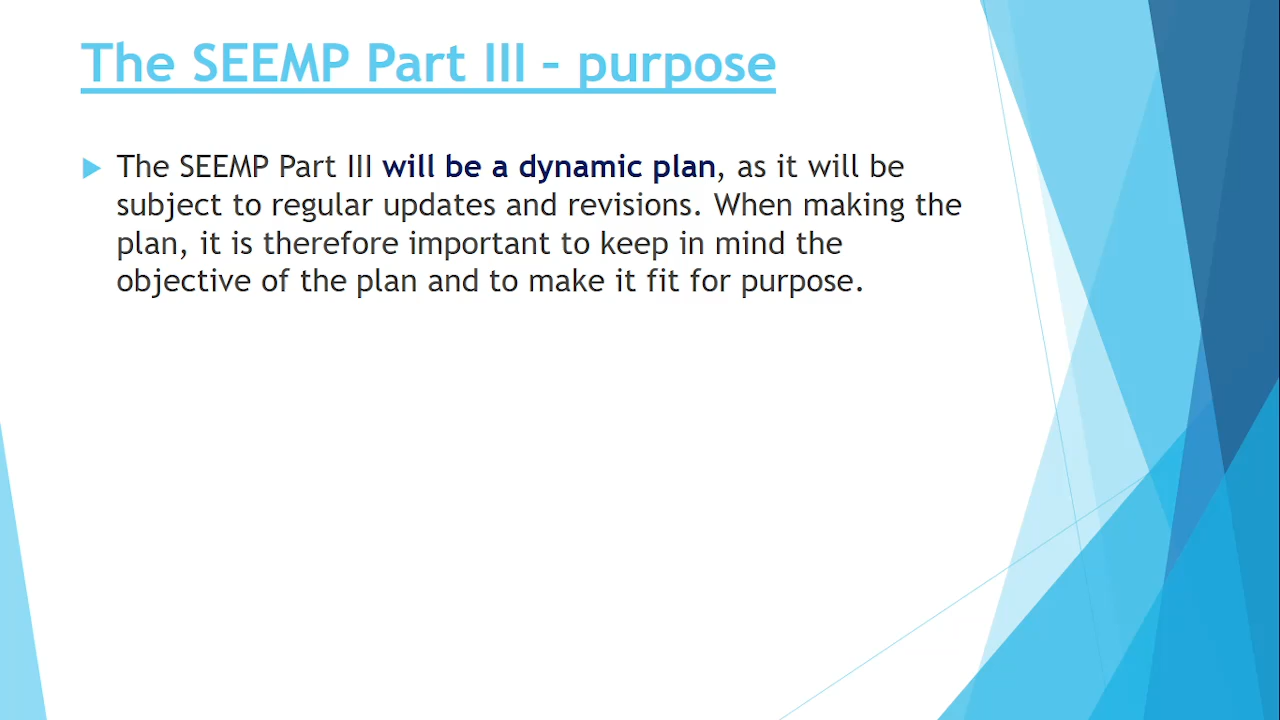 The SEEMP Part III – purpose
The SEEMP Part III will be a dynamic plan, as it will be
subject to regular updates and revisions. When making the
plan, it is therefore important to keep in mind the
objective of the plan and to make it fit for purpose.